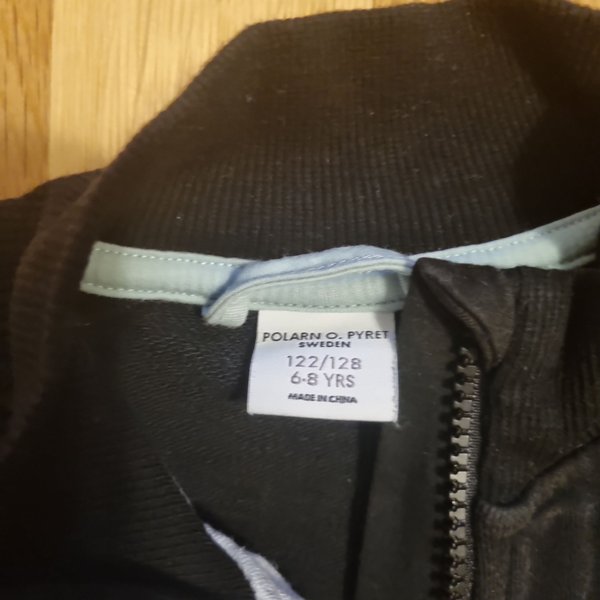 POLARN O. PYRET
SWEDEN
122/128
6-8 YRS
MADE IN CHINA